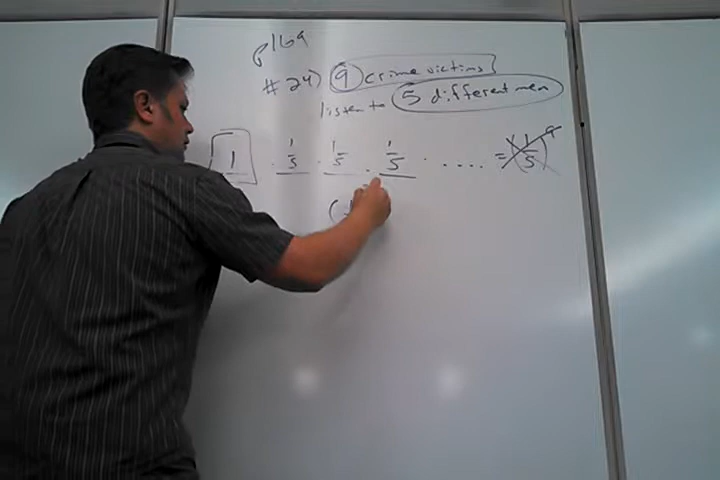 p169
#24) 9 crime victims
listen to 5 different men
1 · 1/5 · 1/5 · 1/5 · .... = (1/5)^9
(